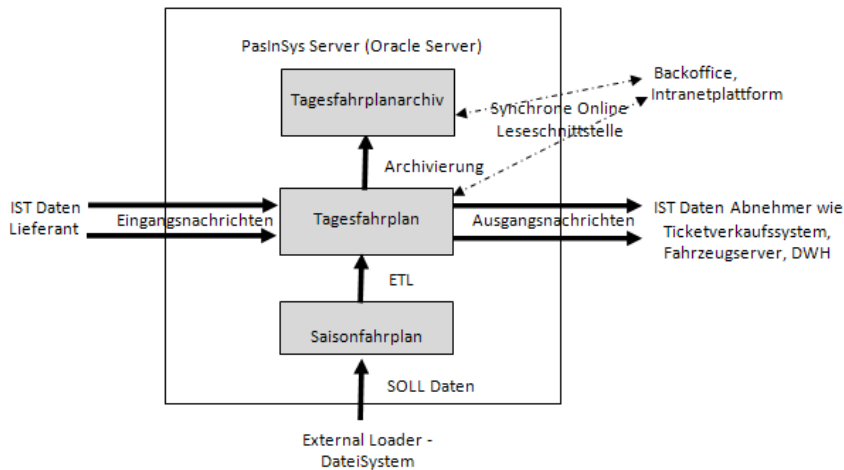 PasInSys Server (Oracle Server)
Tagesfahrplanarchiv
Backoffice,
Intranetplattform
Synchrone Online
Leseschnittstelle
Archivierung
IST Daten
Lieferant
Eingangsnachrichten
Tagesfahrplan
Ausgangsnachrichten
IST Daten Abnehmer wie
Ticketverkaufssystem,
Fahrzeugserver, DWH
ETL
Saisonfahrplan
SOLL Daten
External Loader -
DateiSystem